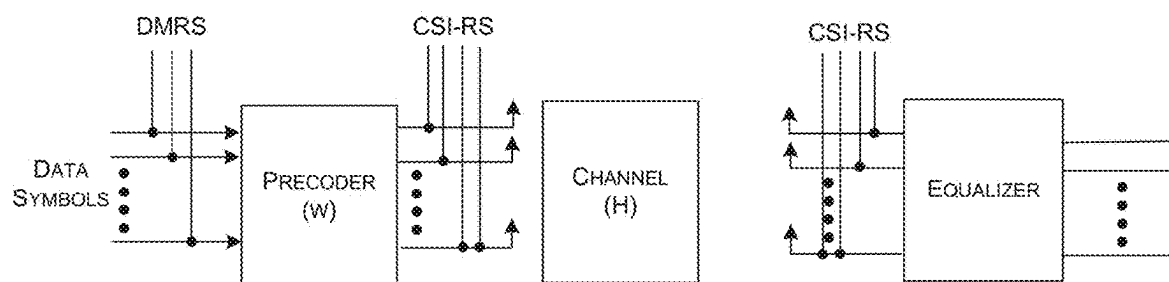 DMRS
CSI-RS
CSI-RS
DATA
SYMBOLS
PRECODER
(W)
CHANNEL
(H)
EQUALIZER